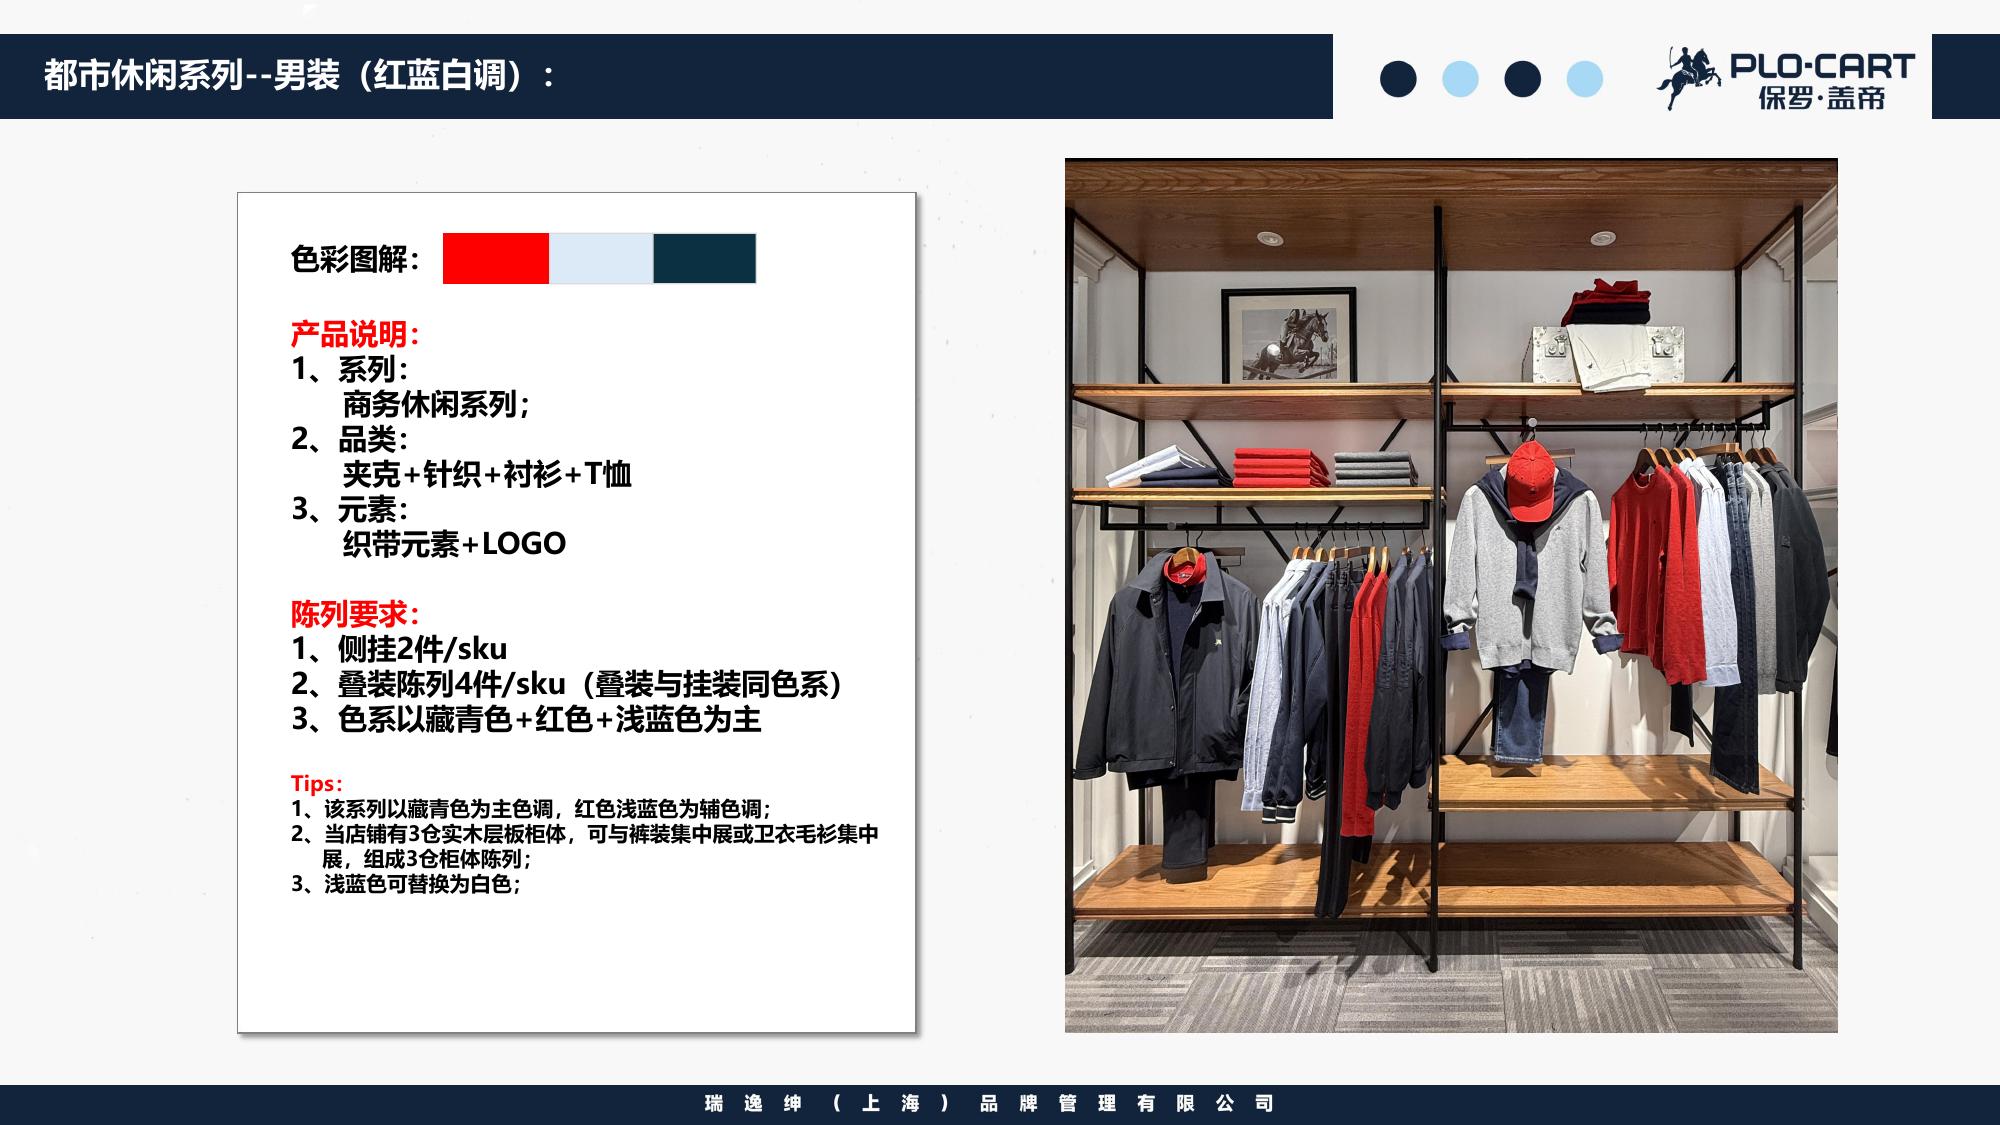 都市休闲系列--男装（红蓝白调）：
PLO·CART
保罗·盖帝
色彩图解：
产品说明：
1、系列：
商务休闲系列；
2、品类：
夹克+针织+衬衫+T恤
3、元素：
织带元素+LOGO
陈列要求：
1、侧挂2件/sku
2、叠装陈列4件/sku（叠装与挂装同色系）
3、色系以藏青色+红色+浅蓝色为主
Tips：
1、该系列以藏青色为主色调，红色浅蓝色为辅色调；
2、当店铺有3仓实木层板柜体，可与裤装集中展或卫衣毛衫集中
展，组成3仓柜体陈列；
3、浅蓝色可替换为白色；
瑞逸绅（上海）品牌管理有限公司